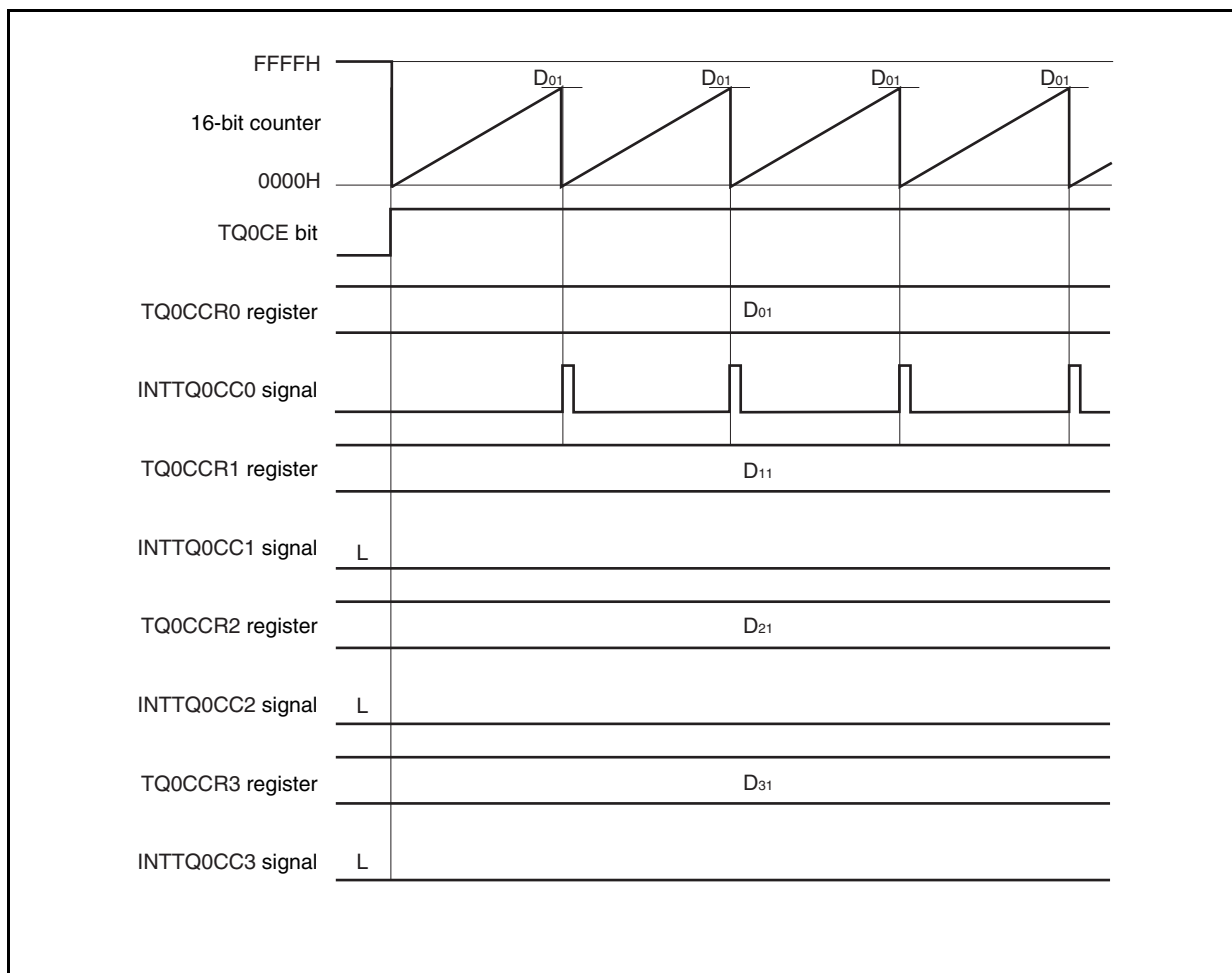 FFFFH
D01 D01 D01 D01
16-bit counter
0000H
TQ0CE bit
TQ0CCR0 register D01
INTTQ0CC0 signal
TQ0CCR1 register D11
INTTQ0CC1 signal L
TQ0CCR2 register D21
INTTQ0CC2 signal L
TQ0CCR3 register D31
INTTQ0CC3 signal L